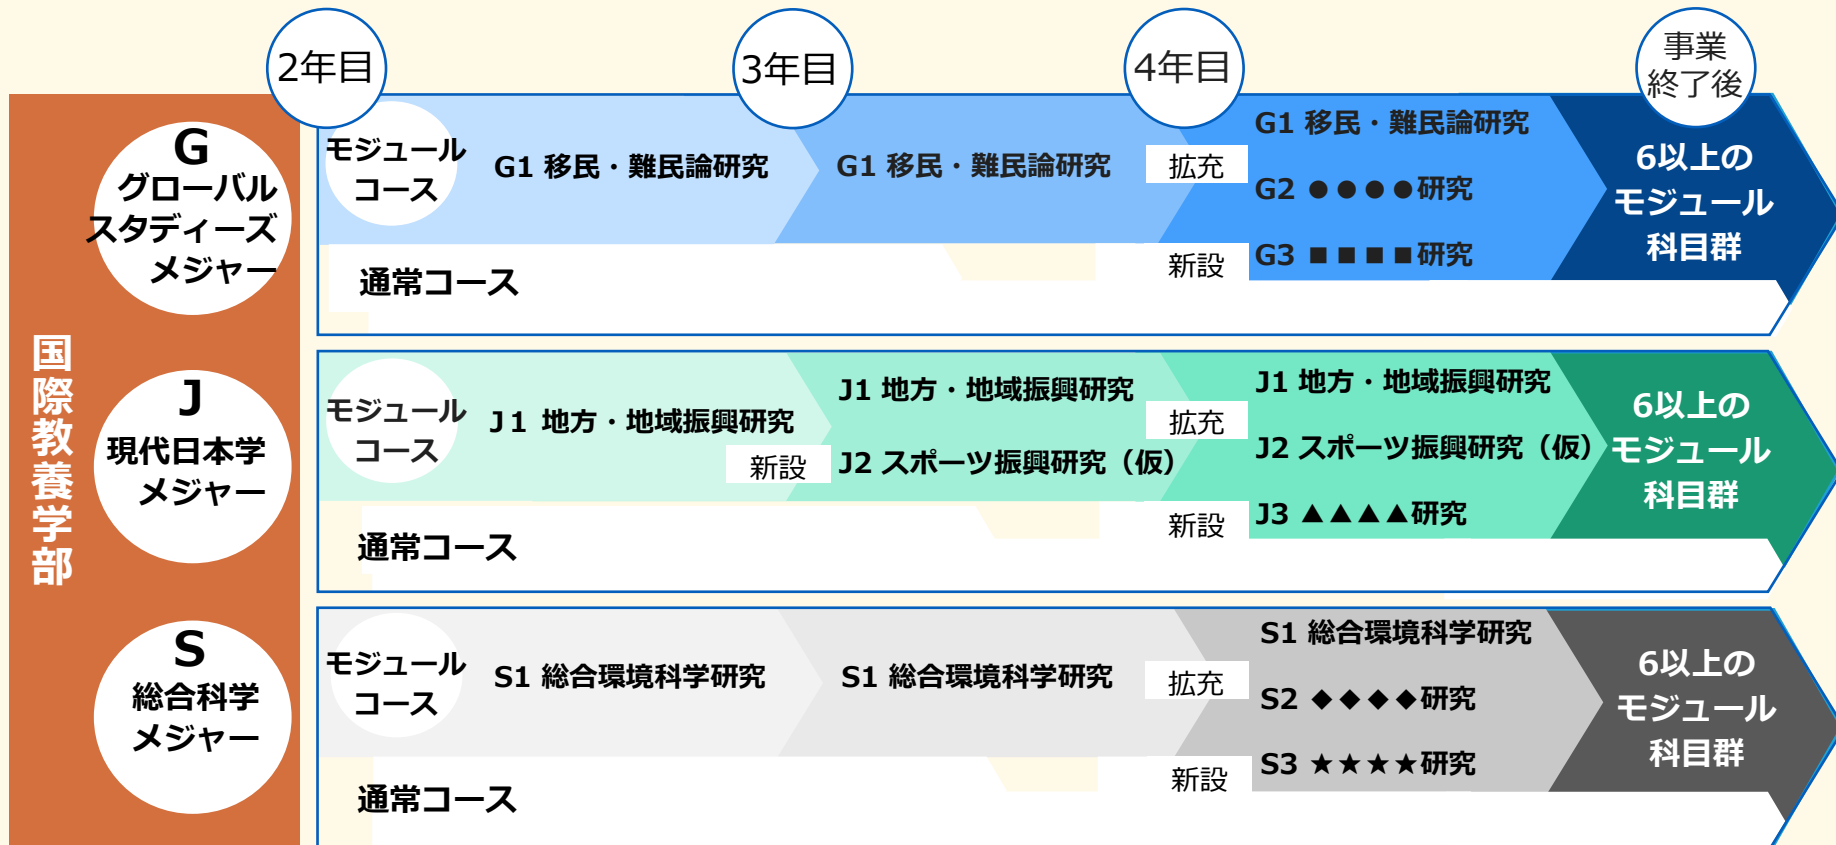 2年目
3年目
4年目
事業
終了後
国際教養学部
G
グローバル
スタディーズ
メジャー
モジュール
コース
G1 移民・難民論研究
G1 移民・難民論研究
拡充
新設
G1 移民・難民論研究
G2 ●●●●研究
G3 ■■■■研究
6以上の
モジュール
科目群
通常コース
J
現代日本学
メジャー
モジュール
コース
J1 地方・地域振興研究
新設
J1 地方・地域振興研究
J2 スポーツ振興研究（仮）
拡充
新設
J1 地方・地域振興研究
J2 スポーツ振興研究（仮）
J3 ▲▲▲▲研究
6以上の
モジュール
科目群
通常コース
S
総合科学
メジャー
モジュール
コース
S1 総合環境科学研究
S1 総合環境科学研究
拡充
新設
S1 総合環境科学研究
S2 ◆◆◆◆研究
S3 ★★★★研究
6以上の
モジュール
科目群
通常コース